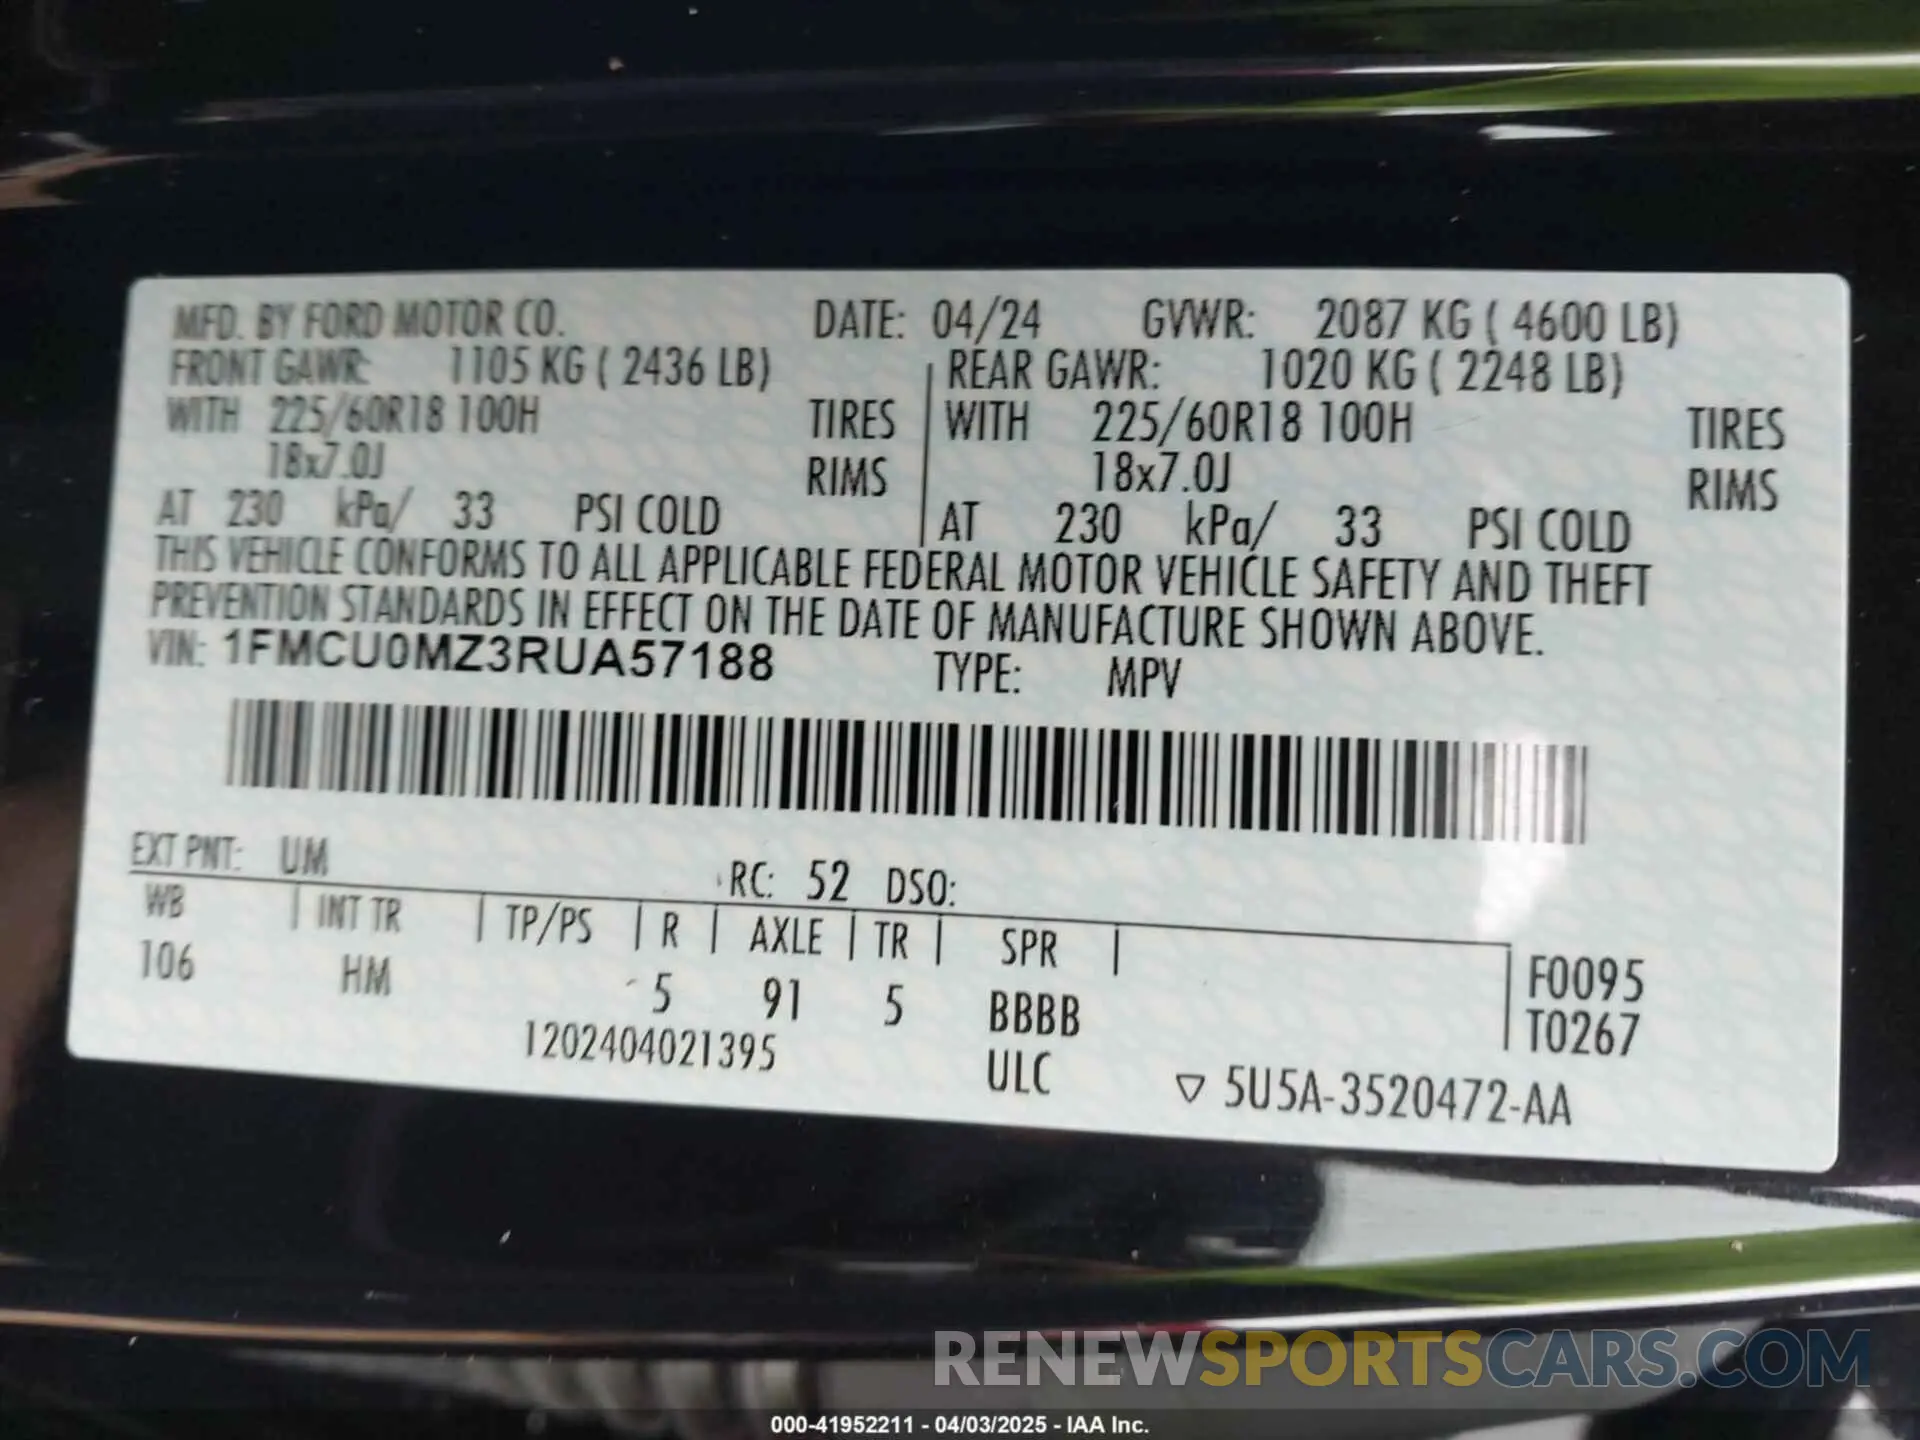 MFD. BY FORD MOTOR CO. DATE: 04/24 GVWR: 2087 KG ( 4600 LB)
FRONT GAWR: 1105 KG ( 2436 LB) REAR GAWR: 1020 KG ( 2248 LB)
WITH 225/60R18 100H TIRES WITH 225/60R18 100H TIRES
18x7.0J RIMS 18x7.0J RIMS
AT 230 kPa/ 33 PSI COLD AT 230 kPa/ 33 PSI COLD
THIS VEHICLE CONFORMS TO ALL APPLICABLE FEDERAL MOTOR VEHICLE SAFETY AND THEFT
PREVENTION STANDARDS IN EFFECT ON THE DATE OF MANUFACTURE SHOWN ABOVE.
VIN: 1FMCU0MZ3RUA57188 TYPE: MPV
EXT PNT: UM RC: 52 DSO:
WB INT TR TP/PS R AXLE TR SPR
106 HM 5 91 5 BBBB F0095
T0267
1202404021395 ULC ▽ 5U5A-3520472-AA
RENEWSPORTSCARS.COM
000-41952211 - 04/03/2025 - IAA Inc.